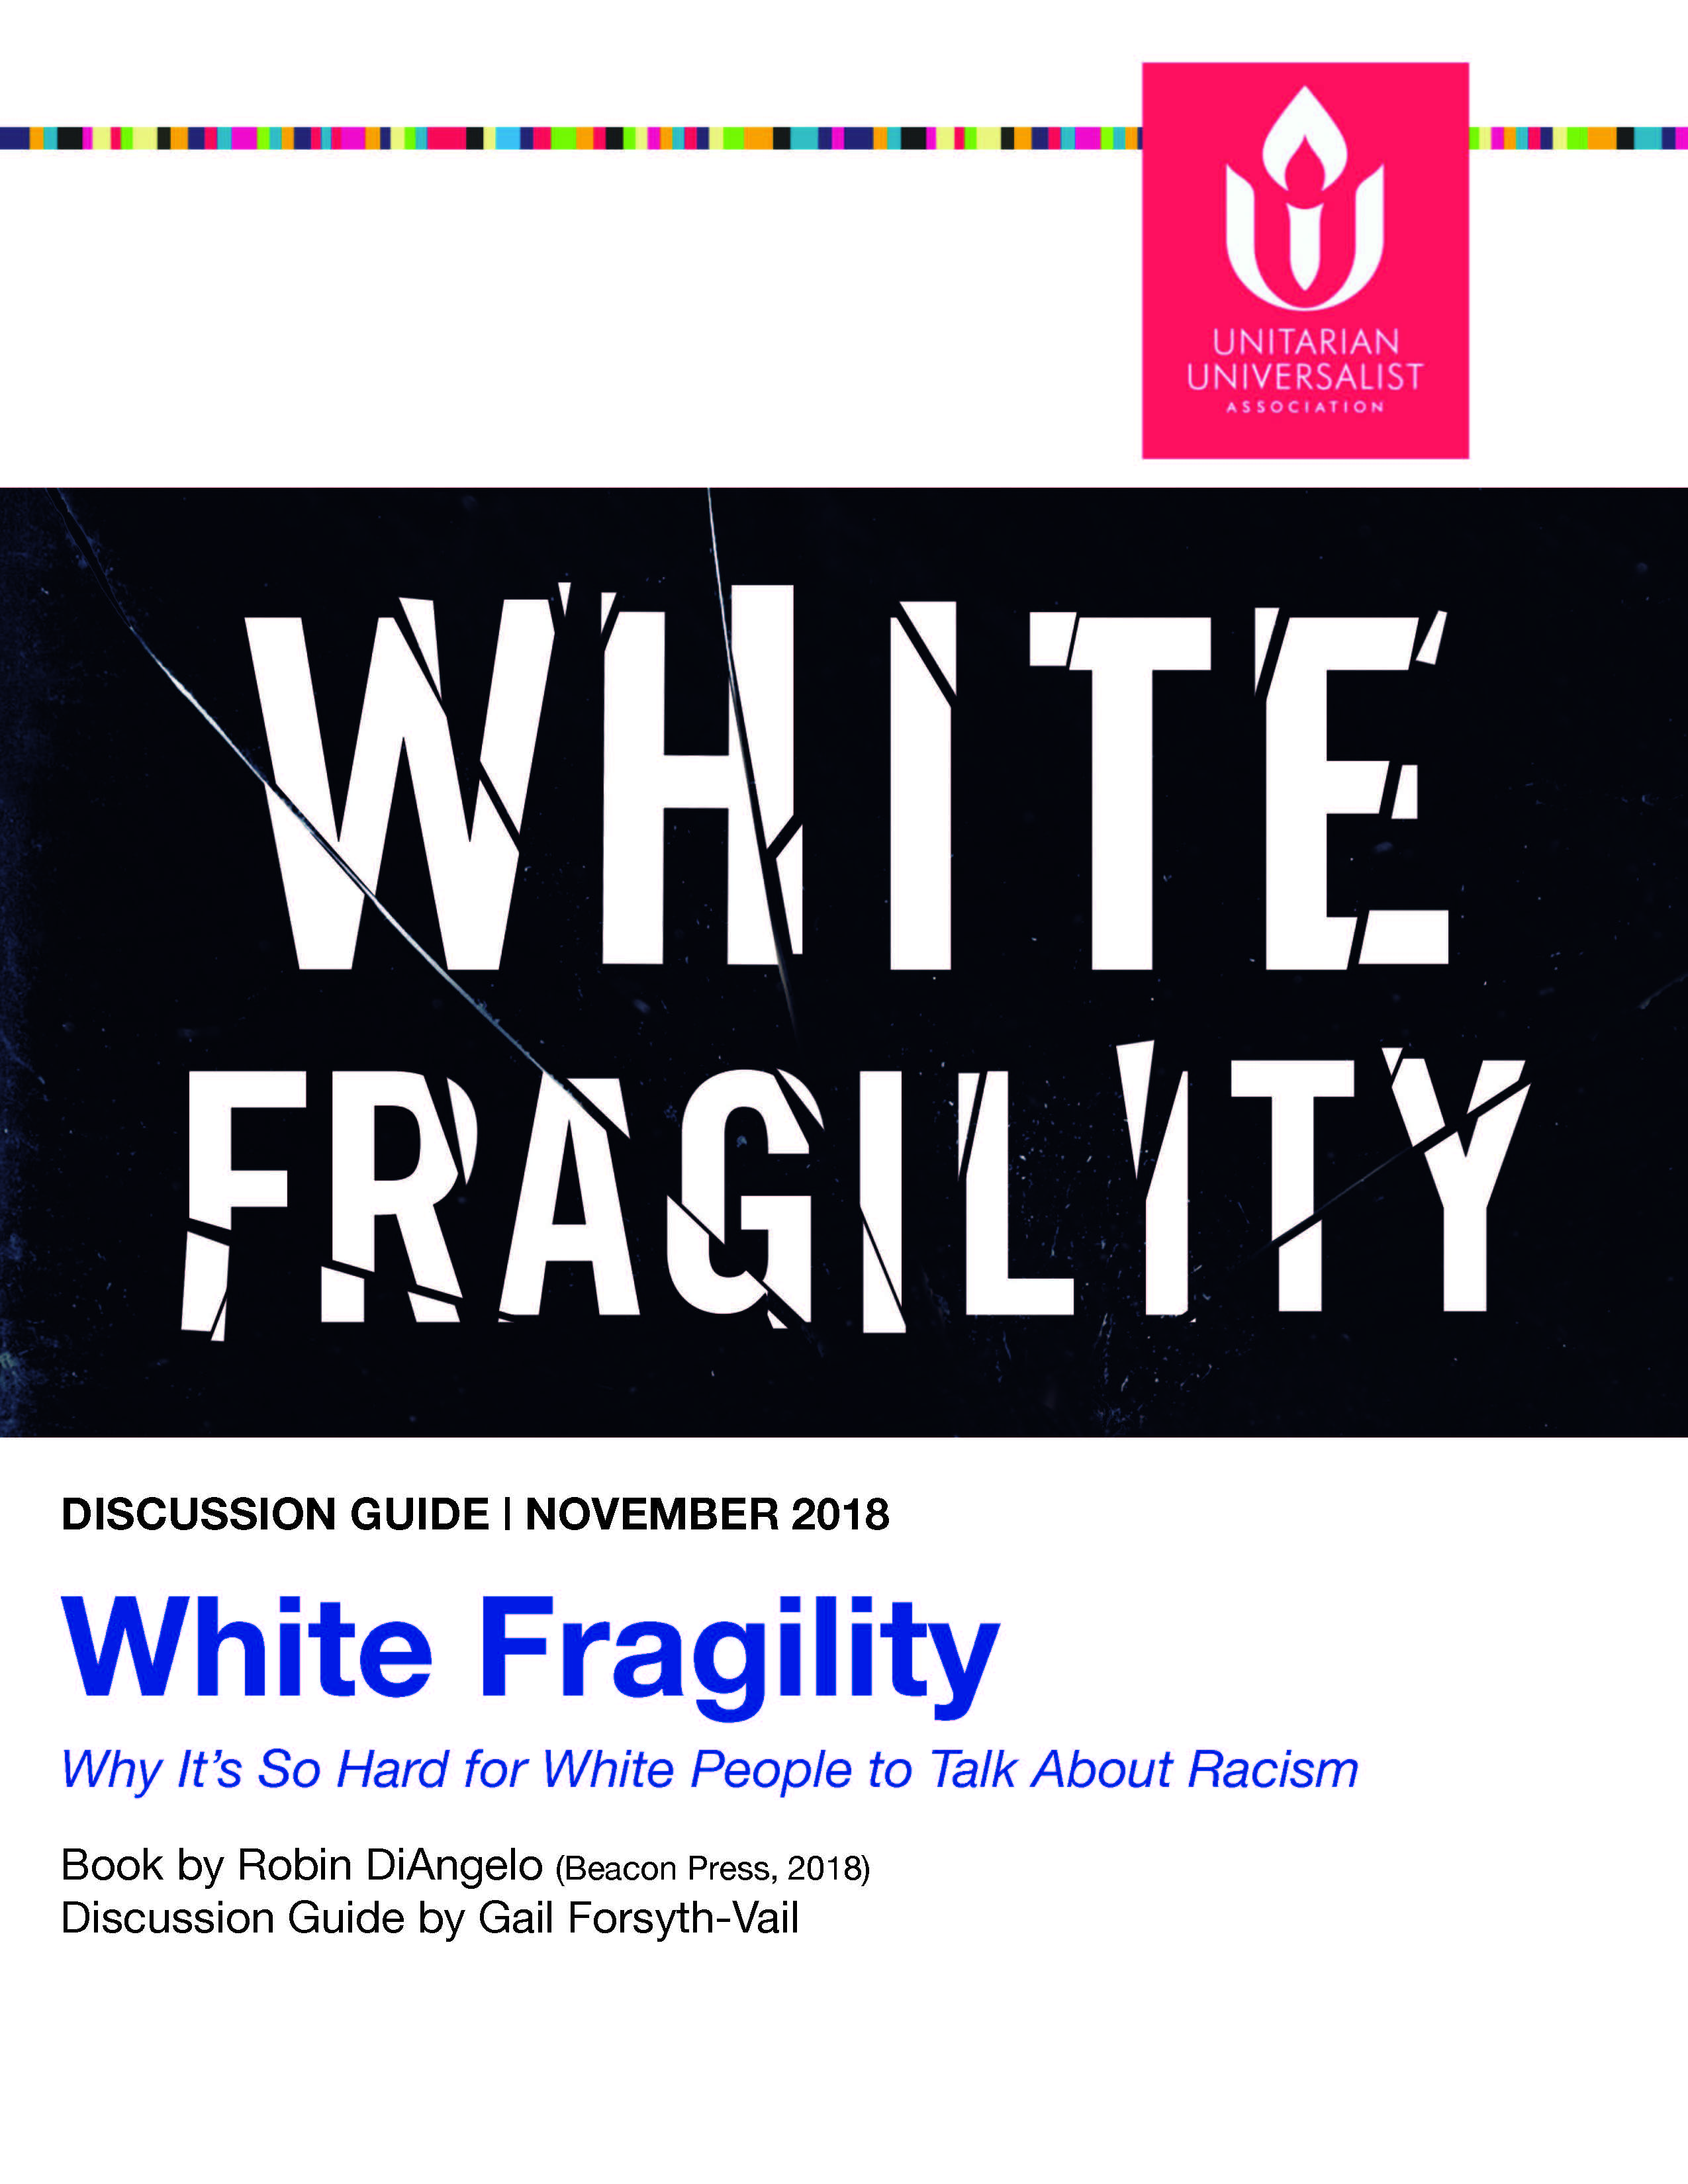 UNITARIAN
UNIVERSALIST
ASSOCIATION
WHITE
FRAGILITY
DISCUSSION GUIDE | NOVEMBER 2018
White Fragility
Why It’s So Hard for White People to Talk About Racism
Book by Robin DiAngelo (Beacon Press, 2018)
Discussion Guide by Gail Forsyth-Vail